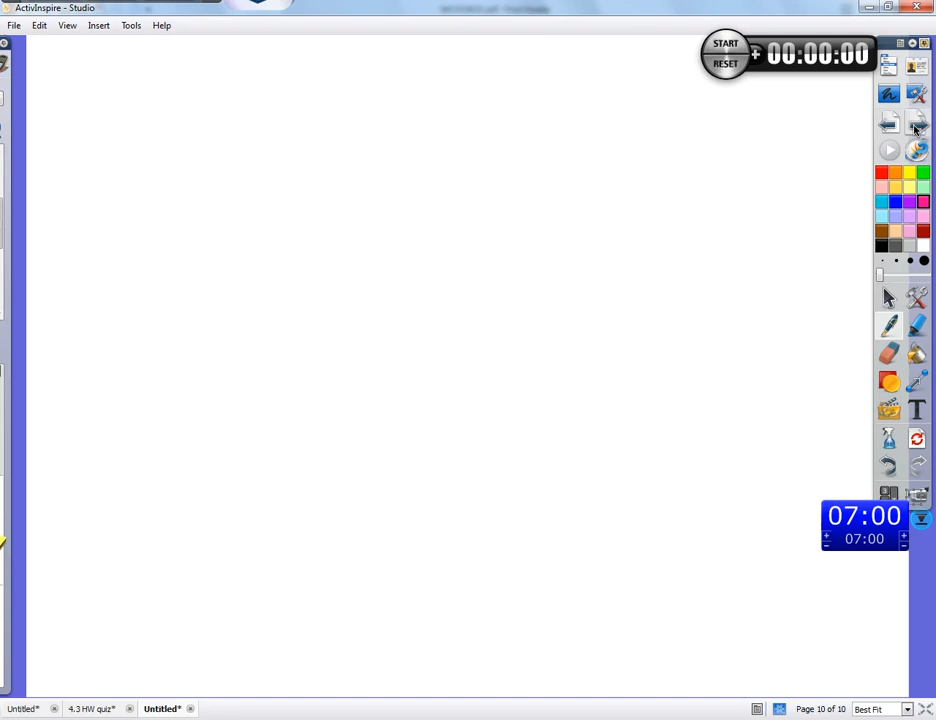 ActivInspire - Studio
File Edit View Insert Tools Help
START
RESET
+ 00:00:00
T
07:00
+ 07:00 +
Untitled* 4.3 HW quiz* Untitled* Page 10 of 10 Best Fit